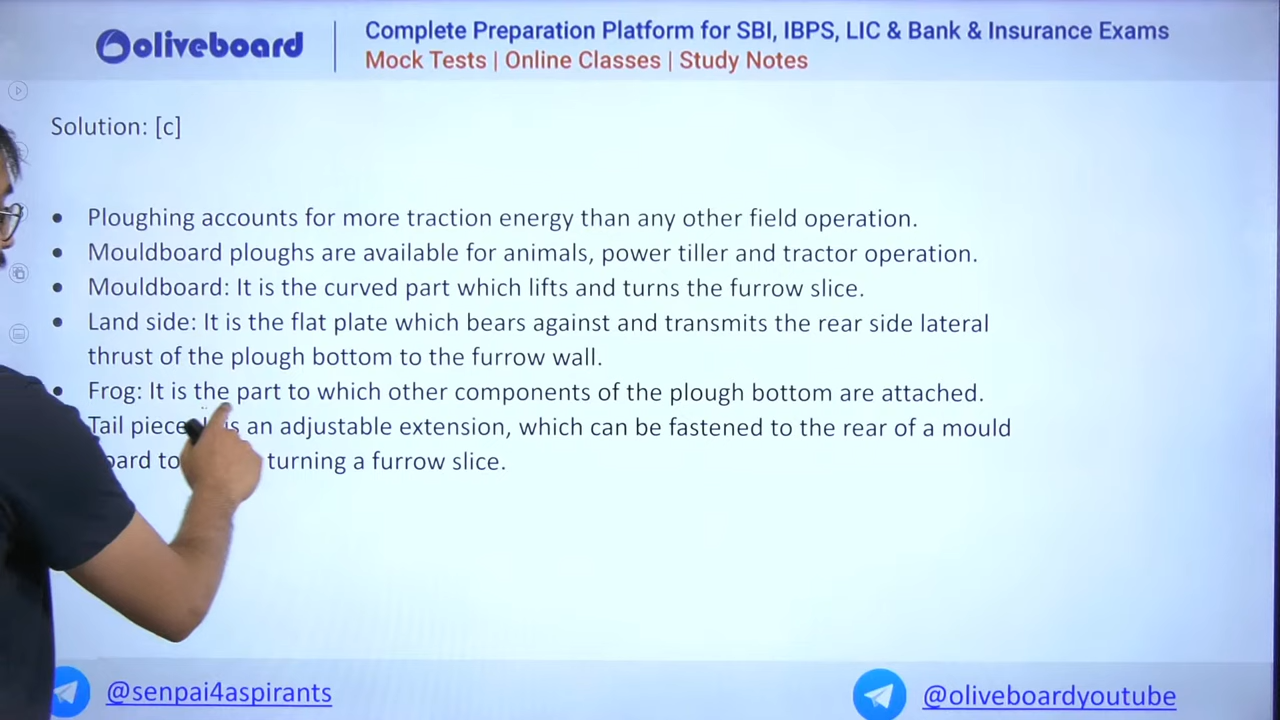 oliveboard
Complete Preparation Platform for SBI, IBPS, LIC & Bank & Insurance Exams
Mock Tests | Online Classes | Study Notes
Solution: [c]
• Ploughing accounts for more traction energy than any other field operation.
• Mouldboard ploughs are available for animals, power tiller and tractor operation.
• Mouldboard: It is the curved part which lifts and turns the furrow slice.
• Land side: It is the flat plate which bears against and transmits the rear side lateral
thrust of the plough bottom to the furrow wall.
• Frog: It is the part to which other components of the plough bottom are attached.
Tail piece is an adjustable extension, which can be fastened to the rear of a mould
to turning a furrow slice.
@senpai4aspirants
@oliveboardyoutube